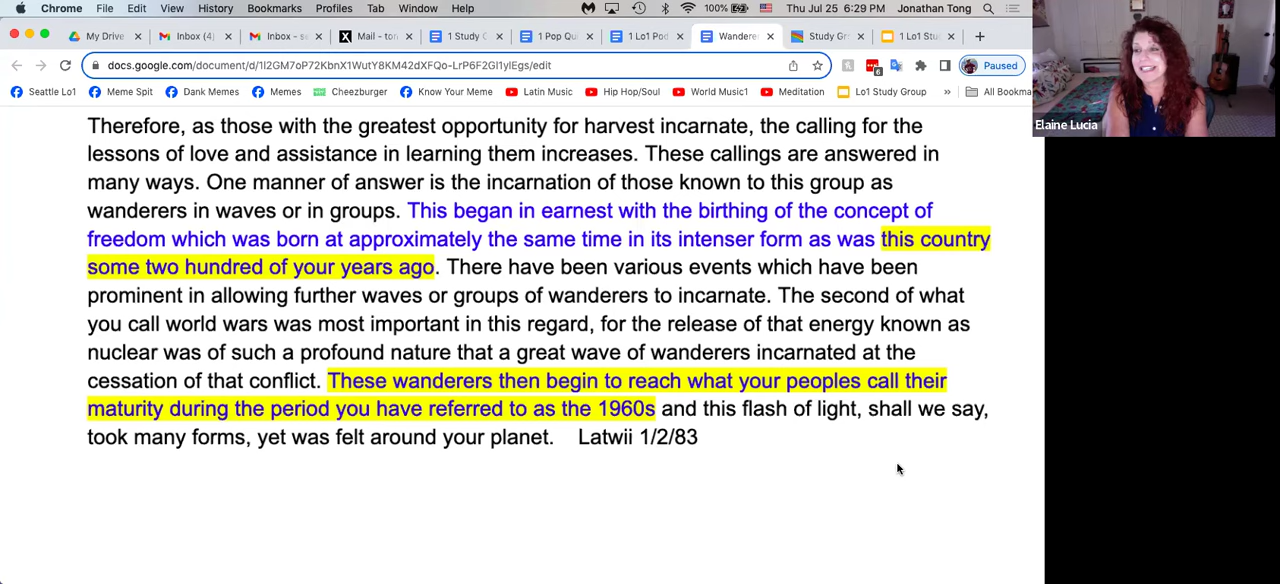 Chrome File Edit View History Bookmarks Profiles Tab Window Help 100% Thu Jul 25 6:29 PM Jonathan Tong
My Drive Inbox (4) Inbox - s Mail - to 1 Study 1 Pop Qu 1 Lo1 Pod Wandere Study Gr 1 Lo1 Stu
docs.google.com/document/d/ /edit 6 Paused
Seattle Lo1 Meme Spit Dank Memes Memes Cheezburger Know Your Meme Latin Music Hip Hop/Soul World Music1 Meditation Lo1 Study Group » All Bookma
Elaine Lucia
Therefore, as those with the greatest opportunity for harvest incarnate, the calling for the
lessons of love and assistance in learning them increases. These callings are answered in
many ways. One manner of answer is the incarnation of those known to this group as
wanderers in waves or in groups. This began in earnest with the birthing of the concept of
freedom which was born at approximately the same time in its intenser form as was this country
some two hundred of your years ago. There have been various events which have been
prominent in allowing further waves or groups of wanderers to incarnate. The second of what
you call world wars was most important in this regard, for the release of that energy known as
nuclear was of such a profound nature that a great wave of wanderers incarnated at the
cessation of that conflict. These wanderers then begin to reach what your peoples call their
maturity during the period you have referred to as the 1960s and this flash of light, shall we say,
took many forms, yet was felt around your planet. Latwii 1/2/83